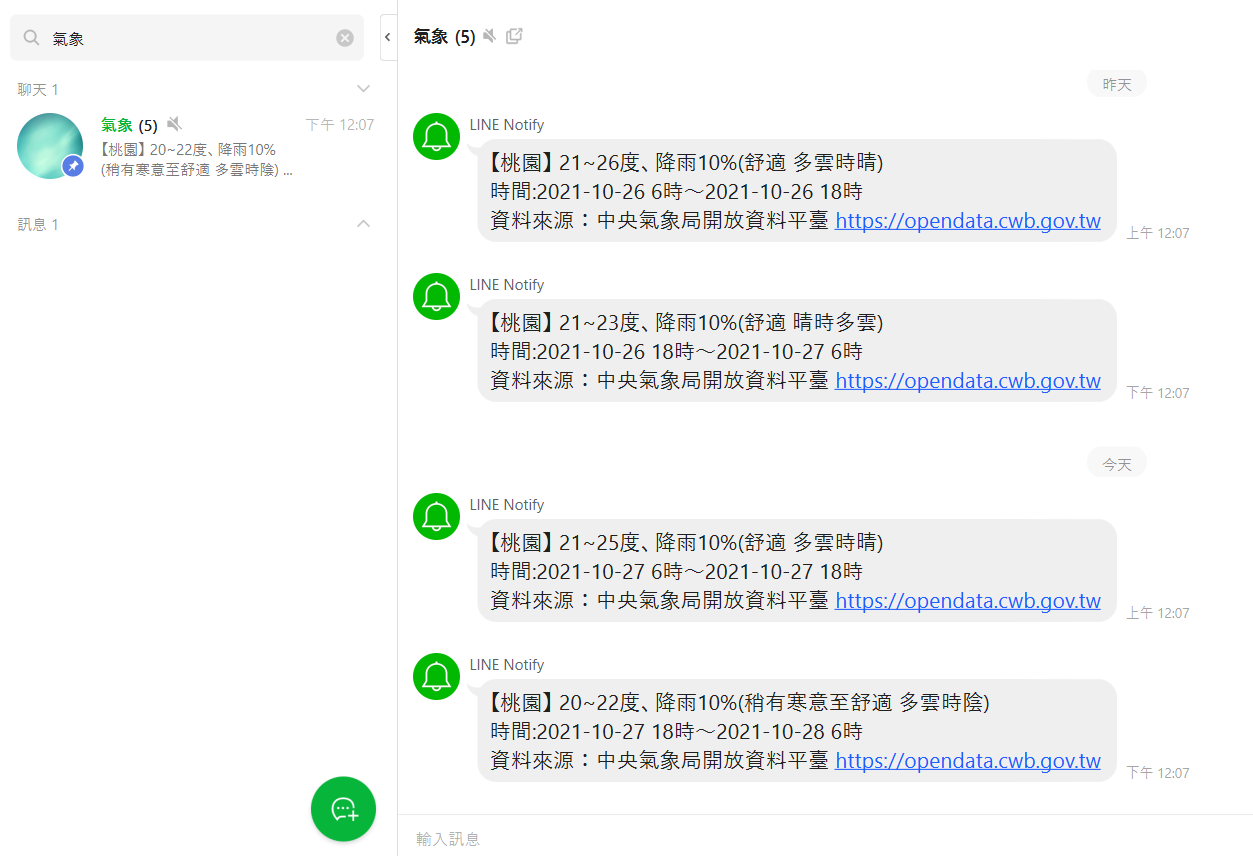 氣象
聊天 1
氣象 (5)
下午 12:07
【桃園】 20~22度、降雨10%
(稍有寒意至舒適 多雲時陰) ...
訊息 1
氣象 (5)
昨天
LINE Notify
【桃園】 21~26度、降雨10%(舒適 多雲時晴)
時間:2021-10-26 6時~2021-10-26 18時
資料來源：中央氣象局開放資料平臺 https://opendata.cwb.gov.tw
上午 12:07
LINE Notify
【桃園】 21~23度、降雨10%(舒適 晴時多雲)
時間:2021-10-26 18時~2021-10-27 6時
資料來源：中央氣象局開放資料平臺 https://opendata.cwb.gov.tw
下午 12:07
今天
LINE Notify
【桃園】 21~25度、降雨10%(舒適 多雲時晴)
時間:2021-10-27 6時~2021-10-27 18時
資料來源：中央氣象局開放資料平臺 https://opendata.cwb.gov.tw
上午 12:07
LINE Notify
【桃園】 20~22度、降雨10%(稍有寒意至舒適 多雲時陰)
時間:2021-10-27 18時~2021-10-28 6時
資料來源：中央氣象局開放資料平臺 https://opendata.cwb.gov.tw
下午 12:07
輸入訊息